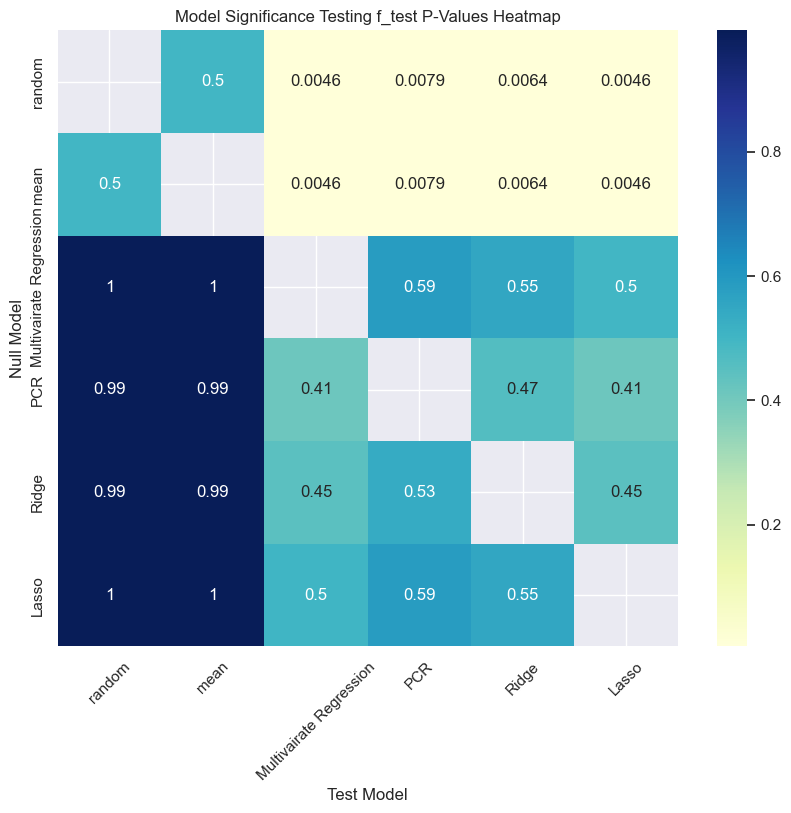 Model Significance Testing f_test P-Values Heatmap
Null Model
random
0.5
0.0046
0.0079
0.0064
0.0046
mean
0.5
0.0046
0.0079
0.0064
0.0046
Multivairate Regression
1
1
0.59
0.55
0.5
PCR
0.99
0.99
0.41
0.47
0.41
Ridge
0.99
0.99
0.45
0.53
0.45
Lasso
1
1
0.5
0.59
0.55
random
mean
Multivairate Regression
PCR
Ridge
Lasso
Test Model
0.8
0.6
0.4
0.2